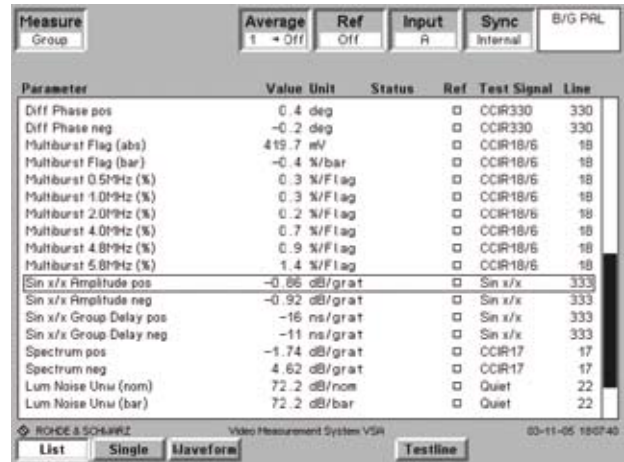 Measure Average Ref Input Sync B/G PAL
Group 1 → Off Off A Internal
Parameter Value Unit Status Ref Test Signal Line
Diff Phase pos 0.4 deg CCIR330 330
Diff Phase neg -0.2 deg CCIR330 330
Multiburst Flag (abs) 419.7 mV CCIR18/6 18
Multiburst Flag (bar) -0.4 %/bar CCIR18/6 18
Multiburst 0.5MHz (%) 0.3 %/Flag CCIR18/6 18
Multiburst 1.0MHz (%) 0.3 %/Flag CCIR18/6 18
Multiburst 2.0MHz (%) 0.2 %/Flag CCIR18/6 18
Multiburst 4.0MHz (%) 0.7 %/Flag CCIR18/6 18
Multiburst 4.8MHz (%) 0.9 %/Flag CCIR18/6 18
Multiburst 5.8MHz (%) 1.4 %/Flag CCIR18/6 18
Sin x/x Amplitude pos -0.86 dB/grat Sin x/x 333
Sin x/x Amplitude neg -0.92 dB/grat Sin x/x 333
Sin x/x Group Delay pos -16 ns/grat Sin x/x 333
Sin x/x Group Delay neg -11 ns/grat Sin x/x 333
Spectrum pos -1.74 dB/grat CCIR17 17
Spectrum neg 4.62 dB/grat CCIR17 17
Lum Noise Unw (nom) 72.2 dB/nom Quiet 22
Lum Noise Unw (bar) 72.2 dB/bar Quiet 22
ROHDE & SCHWARZ Video Measurement System VSA 03-11-05 18:07:40
List Single Waveform Testline